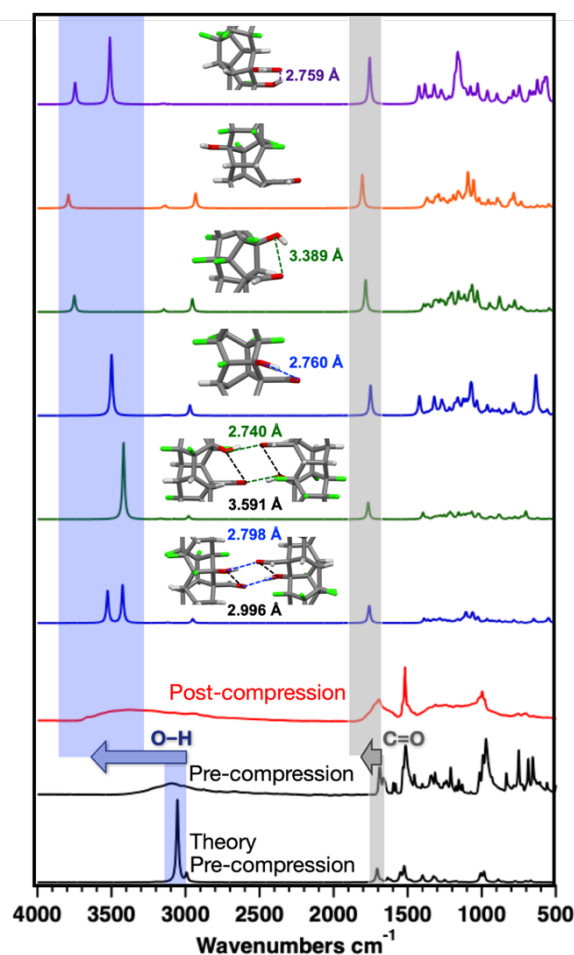 2.759 Å
3.389 Å
2.760 Å
2.740 Å
3.591 Å
2.798 Å
2.996 Å
Post-compression
O–H
C=O
Pre-compression
Theory
Pre-compression
4000 3500 3000 2500 2000 1500 1000 500
Wavenumbers cm⁻¹